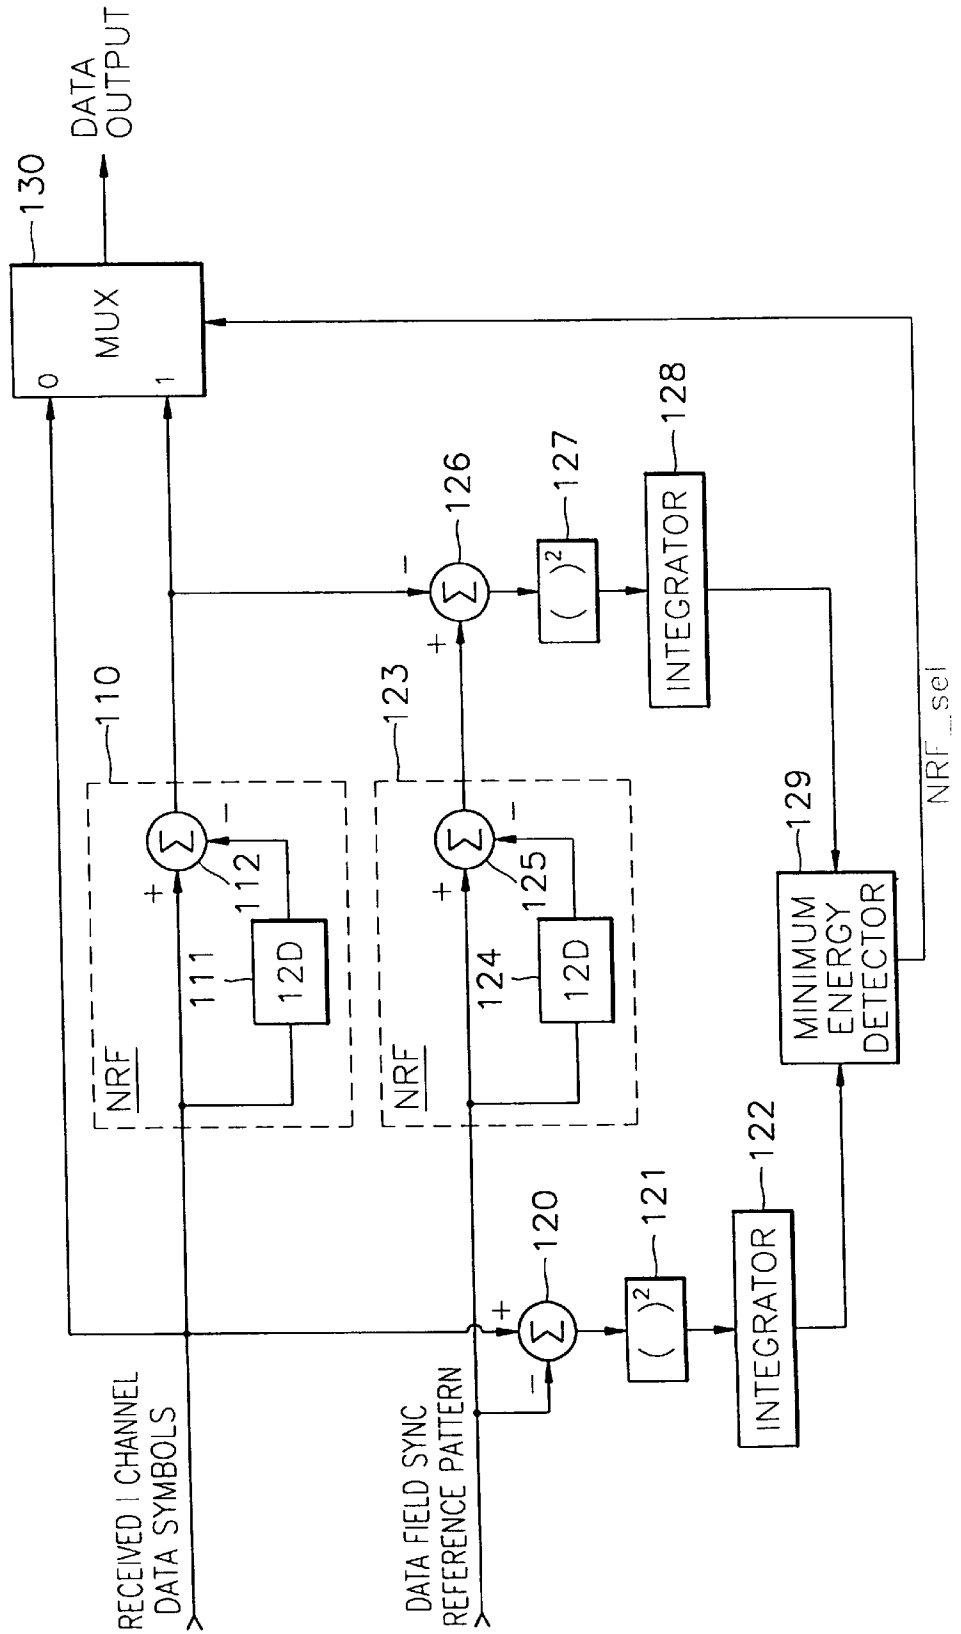 RECEIVED I CHANNEL
DATA SYMBOLS
DATA FIELD SYNC
REFERENCE PATTERN
NRF
110
111
12D
112
+
-
Σ
NRF
123
124
12D
125
+
-
Σ
120
+
-
Σ
121
( )²
122
INTEGRATOR
126
+
-
Σ
127
( )²
128
INTEGRATOR
129
MINIMUM
ENERGY
DETECTOR
NRF_sel
130
0
1
MUX
DATA
OUTPUT